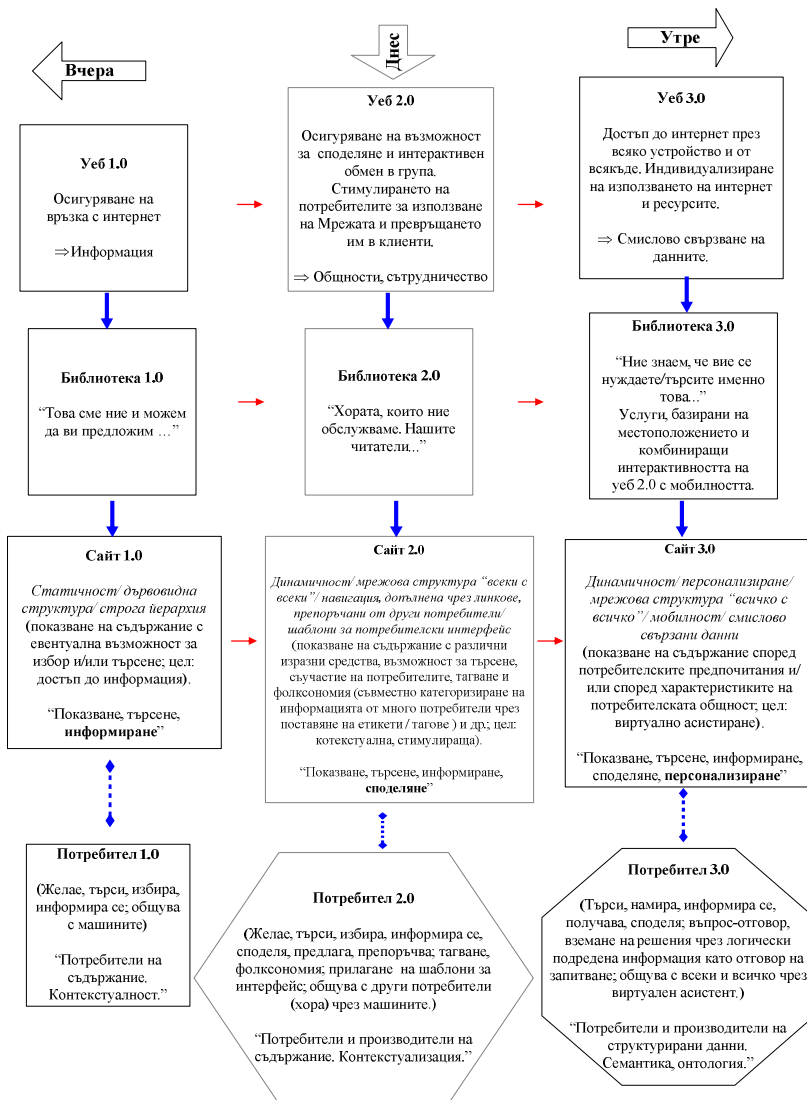 Вчера
Днес
Утре
Уеб 1.0
Осигуряване на
връзка с интернет
⇒Информация
Уеб 2.0
Осигуряване на възможност
за споделяне и интерактивен
обмен в група.
Стимулирането на
потребителите за използване
на Мрежата и превръщането
им в клиенти.
⇒ Общности, сътрудничество
Уеб 3.0
Достъп до интернет през
всяко устройство и от
всякъде. Индивидуализиране
на използването на интернет
и ресурсите.
⇒ Смислово свързване на
данните.
Библиотека 1.0
“Това сме ние и можем
да ви предложим …”
Библиотека 2.0
“Хората, които ние
обслужваме. Нашите
читатели...”
Библиотека 3.0
“Ние знаем, че вие се
нуждаете/търсите именно
това...”
Услуги, базирани на
местоположението и
комбиниращи
интерактивността на
уеб 2.0 с мобилността.
Сайт 1.0
Статичност/ дървовидна
структура/ строга йерархия
(показване на съдържание с
евентуална възможност за
избор и/или търсене; цел:
достъп до информация).
“Показване, търсене,
информиране”
Сайт 2.0
Динамичност/ мрежова структура “всеки с
всеки”/ навигация, допълнена чрез линкове,
препоръчани от други потребители/
шаблони за потребителски интерфейс
(показване на съдържание с различни
изразни средства, възможност за търсене,
съучастие на потребителите, тагване и
фолксономия (съвместно категоризиране на
информацията от много потребители чрез
поставяне на етикети / тагове ) и др.; цел:
котекстуална, стимулираща).
“Показване, търсене, информиране,
споделяне”
Сайт 3.0
Динамичност/ персонализиране/
мрежова структура “всичко с
всичко”/ мобилност/ смислово
свързани данни
(показване на съдържание според
потребителските предпочитания и/
или според характеристиките на
потребителската общност; цел:
виртуално асистиране).
“Показване, търсене, информиране,
споделяне, персонализиране”
Потребител 1.0
(Желае, търси, избира,
информира се; общува
с машините)
“Потребители на
съдържание.
Контекстуалност.”
Потребител 2.0
(Желае, търси, избира, информира се,
споделя, предлага, препоръчва; тагване,
фолксономия; прилагане на шаблони за
интерфейс; общува с други потребители
(хора) чрез машините.)
“Потребители и производители на
съдържание. Контекстуализация.”
Потребител 3.0
(Търси, намира, информира се,
получава, споделя; въпрос-отговор,
вземане на решения чрез логически
подредена информация като отговор на
запитване; общува с всеки и всичко чрез
виртуален асистент.)
“Потребители и производители на
структурирани данни.
Семантика, онтология.”